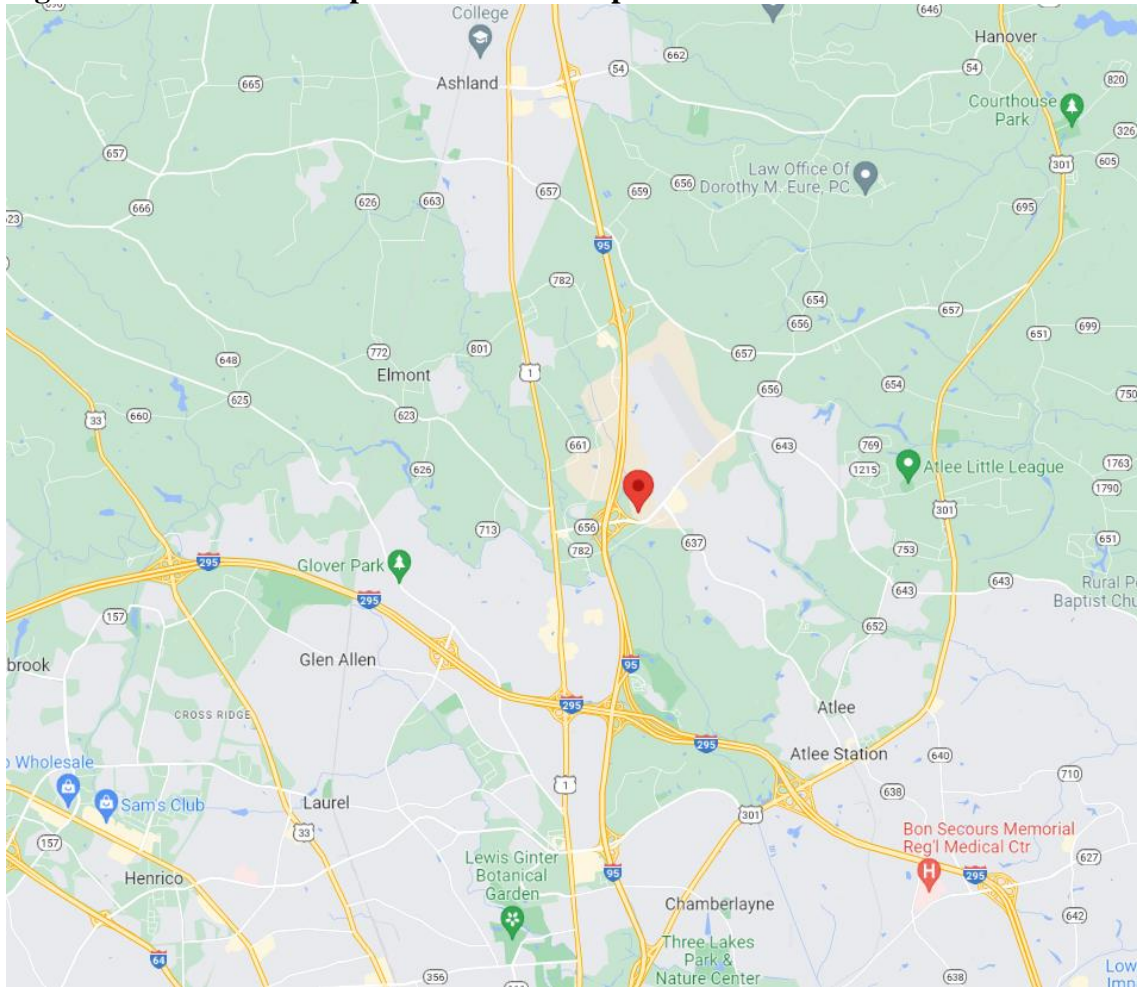 College
646
Hanover
662
54
54
665
Ashland
820
Courthouse
Park
326
657
Law Office Of
Dorothy M. Eure, PC
301
605
657
659
656
666
626
663
695
623
95
782
654
657
656
651
699
648
772
801
657
Elmont
1
656
654
750
625
33
660
623
661
643
769
626
1215
Atlee Little League
1763
1790
301
713
656
637
651
782
753
295
Glover Park
643
643
Rural P
Baptist Chu
295
157
652
brook
Glen Allen
95
CROSS RIDGE
295
Atlee
295
Atlee Station
640
Wholesale
710
1
638
Sam's Club
Laurel
301
33
Bon Secours Memorial
Reg'l Medical Ctr
157
Lewis Ginter
Botanical
Garden
627
Henrico
95
295
Chamberlayne
642
Three Lakes
Park &
Nature Center
64
356
638
Low